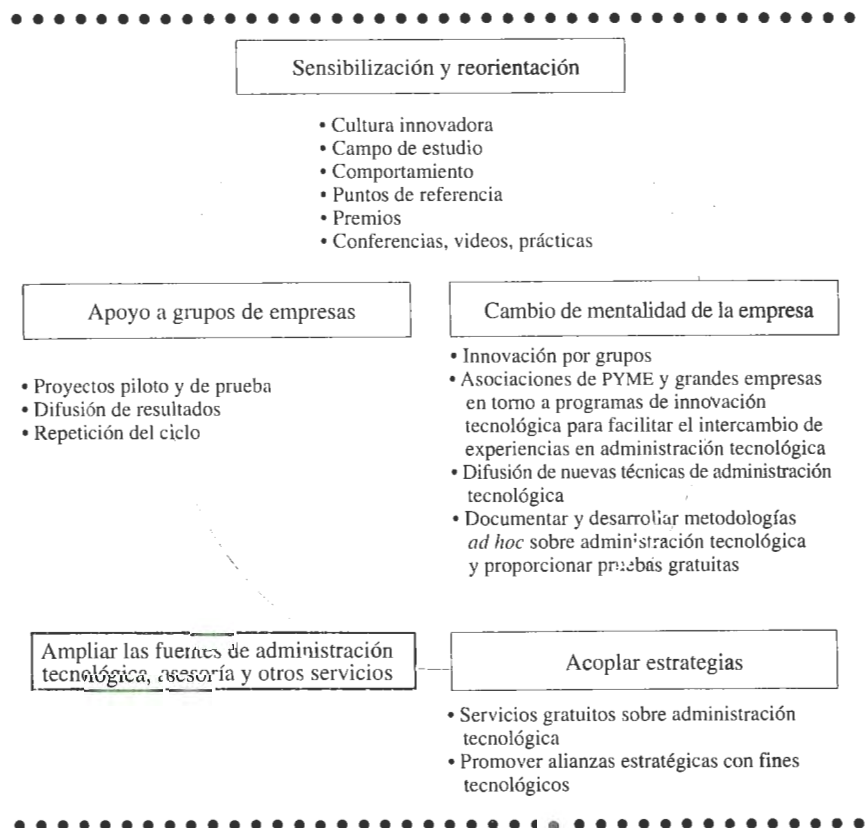 Sensibilización y reorientación
• Cultura innovadora
• Campo de estudio
• Comportamiento
• Puntos de referencia
• Premios
• Conferencias, videos, prácticas
Apoyo a grupos de empresas
• Proyectos piloto y de prueba
• Difusión de resultados
• Repetición del ciclo
Cambio de mentalidad de la empresa
• Innovación por grupos
• Asociaciones de PYME y grandes empresas
en torno a programas de innovación
tecnológica para facilitar el intercambio de
experiencias en administración tecnológica
• Difusión de nuevas técnicas de administración
tecnológica
• Documentar y desarrollar metodologías
ad hoc sobre administración tecnológica
y proporcionar pruebas gratuitas
Ampliar las fuentes de administración
tecnológica, asesoría y otros servicios
Acoplar estrategias
• Servicios gratuitos sobre administración
tecnológica
• Promover alianzas estratégicas con fines
tecnológicos